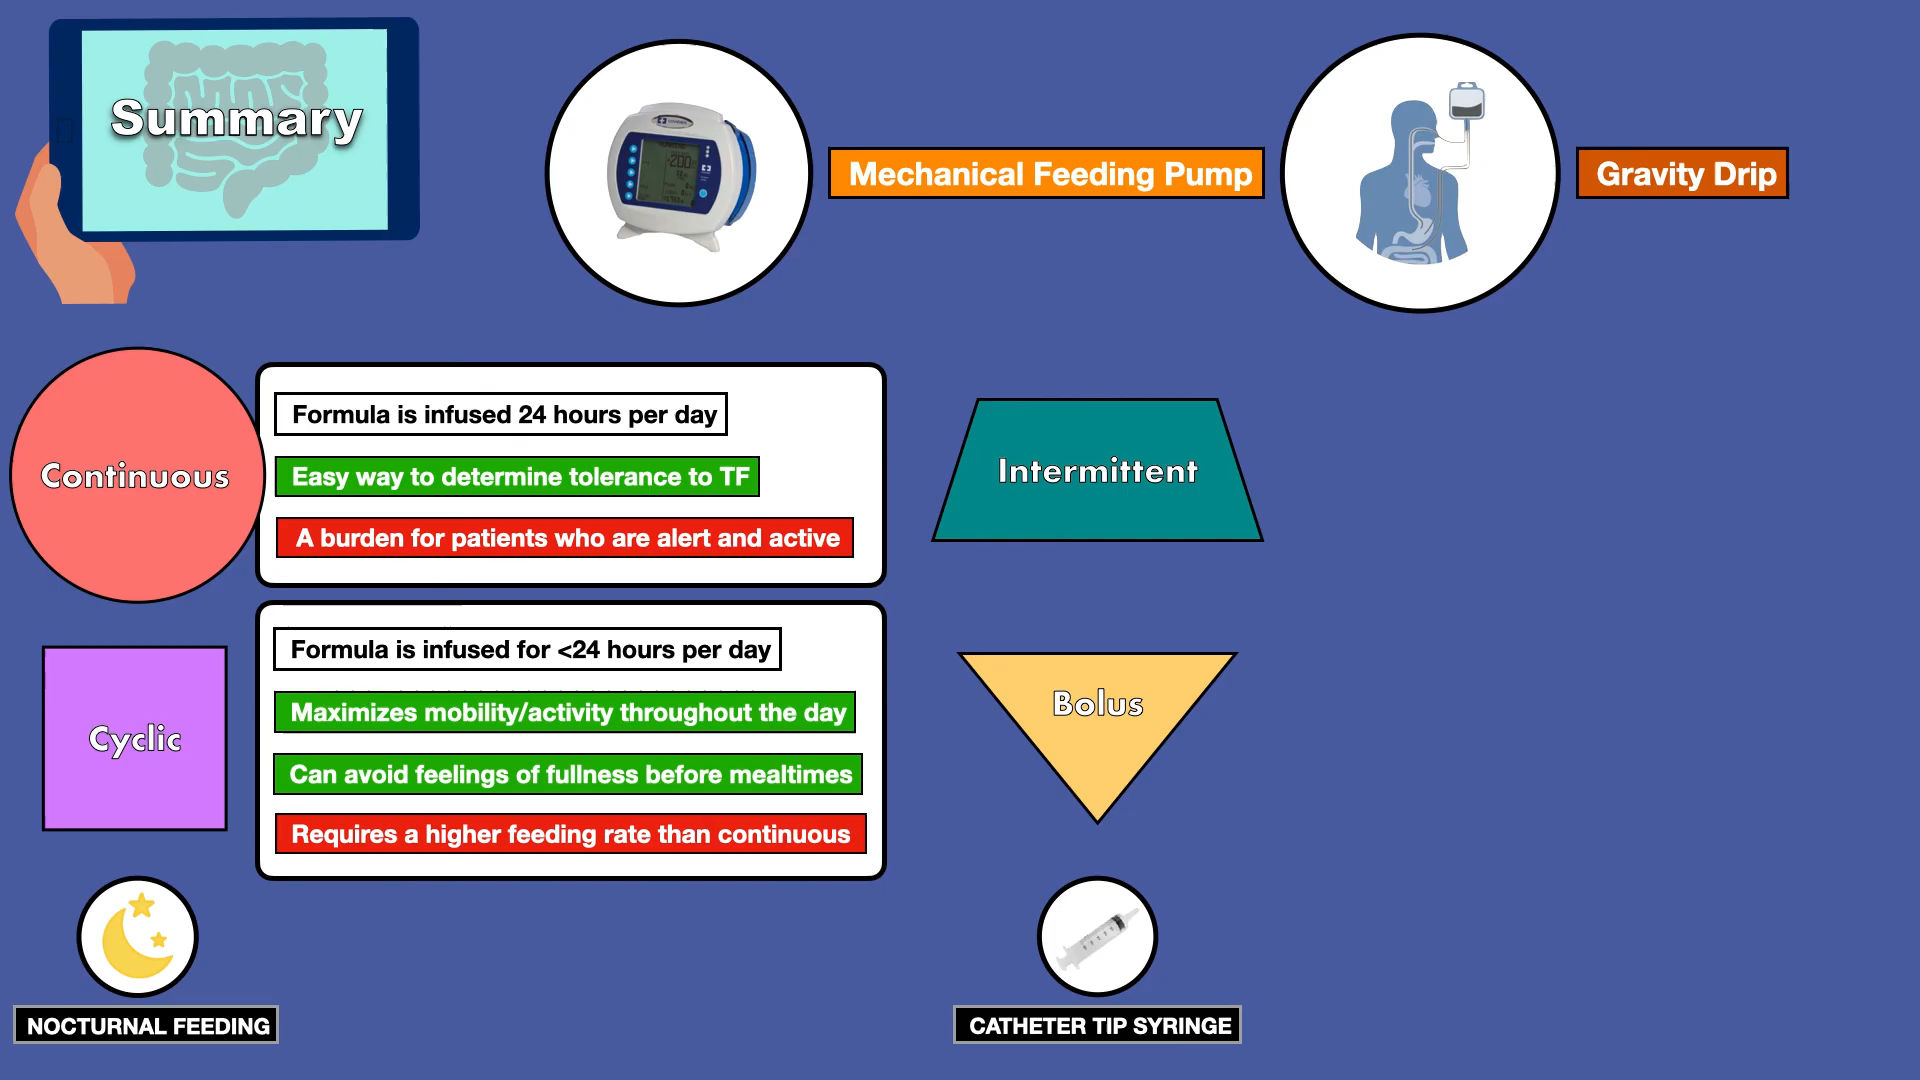 Summary
Mechanical Feeding Pump
Gravity Drip
Continuous
Formula is infused 24 hours per day
Easy way to determine tolerance to TF
A burden for patients who are alert and active
Intermittent
Cyclic
Formula is infused for <24 hours per day
Maximizes mobility/activity throughout the day
Can avoid feelings of fullness before mealtimes
Requires a higher feeding rate than continuous
Bolus
NOCTURNAL FEEDING
CATHETER TIP SYRINGE